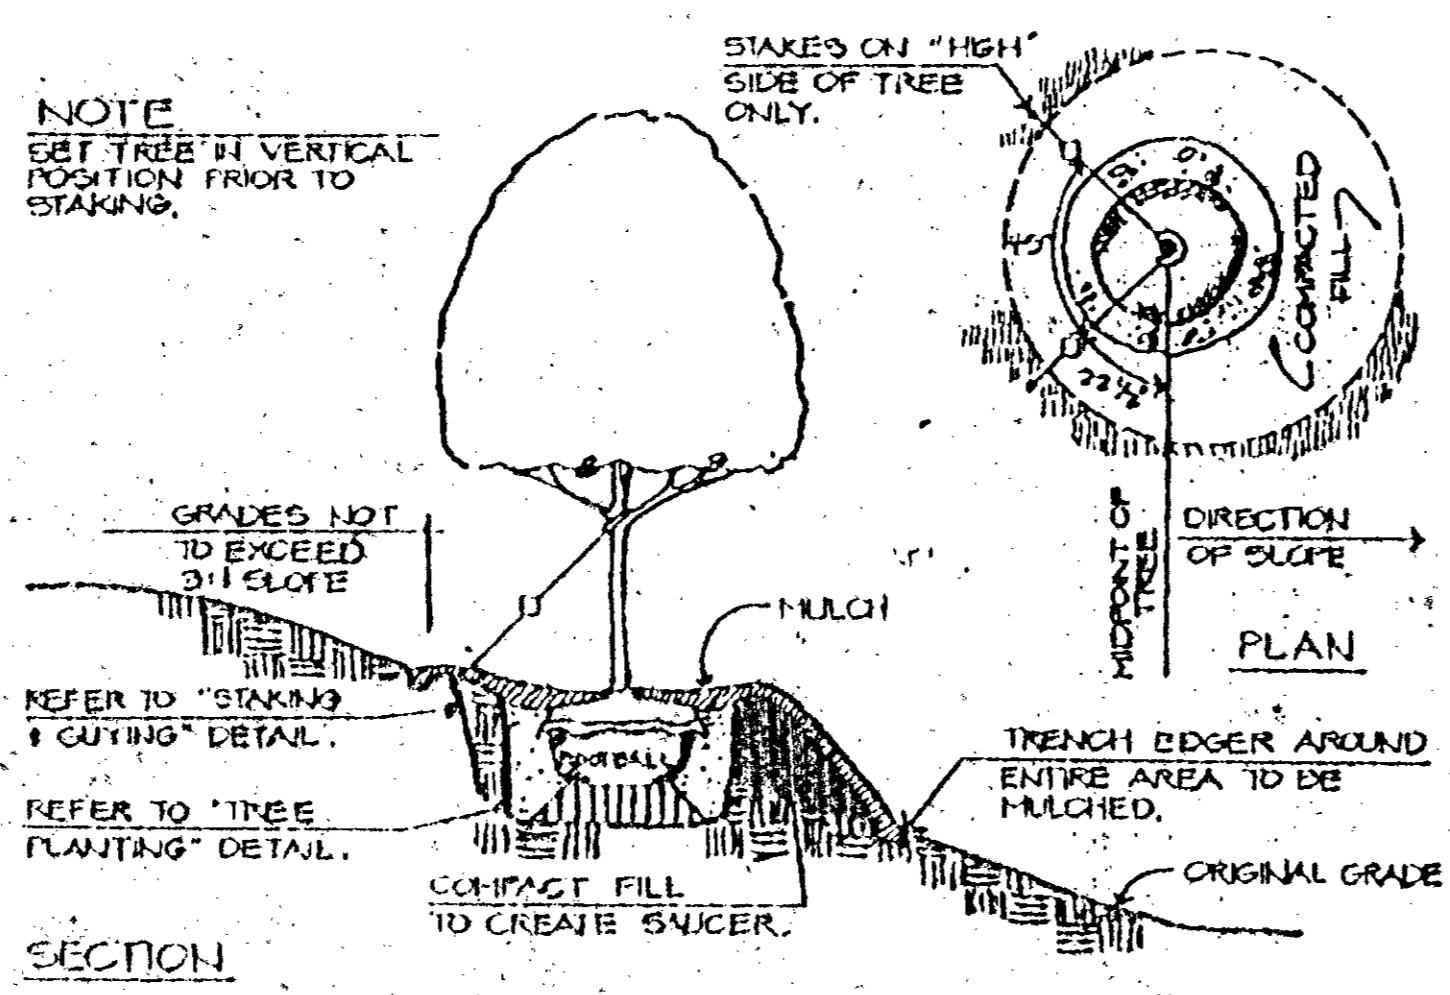 NOTE
SET TREE IN VERTICAL
POSITION PRIOR TO
STAKING.
STAKES ON "HIGH"
SIDE OF TREE
ONLY.
45°
22½°
COMPACTED
FILL
MIDPOINT OF
TREE
DIRECTION
OF SLOPE
PLAN
GRADES NOT
TO EXCEED
3:1 SLOPE
MULCH
REFER TO "STAKING
& GUYING" DETAIL.
ROOTBALL
REFER TO "TREE
PLANTING" DETAIL.
TRENCH EDGER AROUND
ENTIRE AREA TO BE
MULCHED.
COMPACT FILL
TO CREATE SAUCER.
ORIGINAL GRADE
SECTION